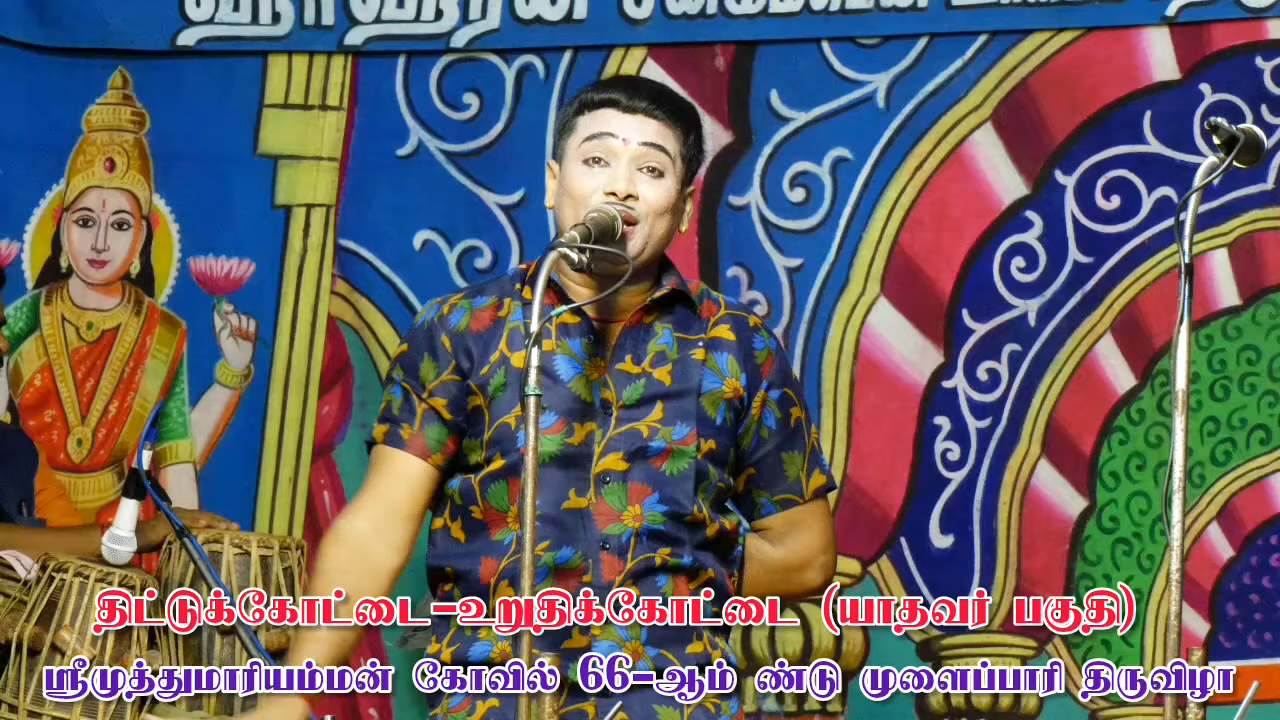 திட்டுக்கோட்டை-உறுதிக்கோட்டை (யாதவர் பகுதி)
ஸ்ரீமுத்துமாரியம்மன் கோவில் 66-ஆம் ண்டு முளைப்பாரி திருவிழா